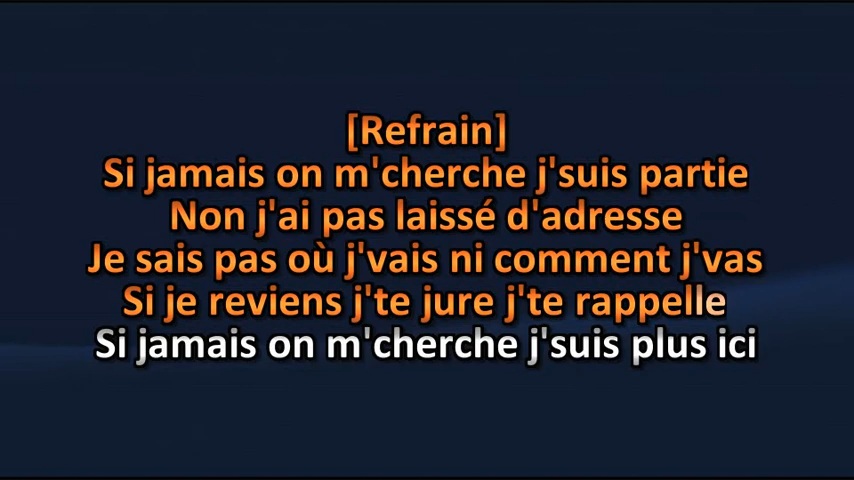 [Refrain]
Si jamais on m'cherche j'suis partie
Non j'ai pas laissé d'adresse
Je sais pas où j'vais ni comment j'vas
Si je reviens j'te jure j'te rappelle
Si jamais on m'cherche j'suis plus ici